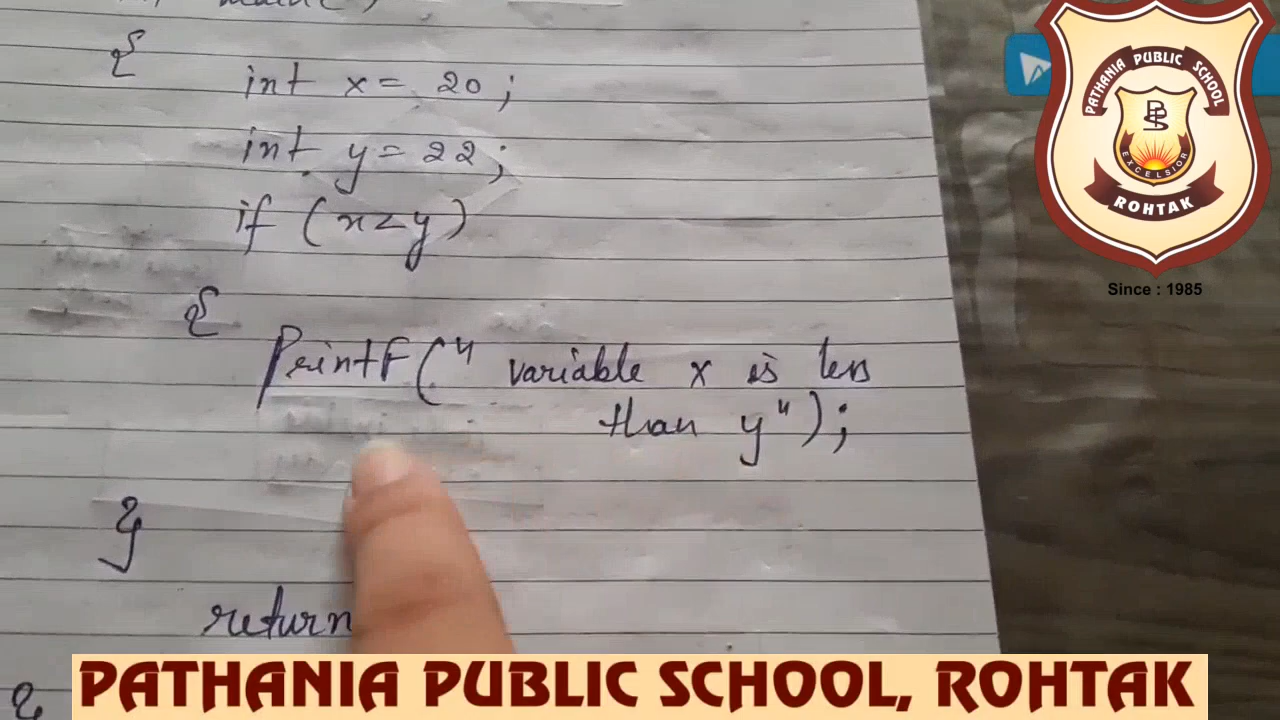 {
int x = 20;
int y = 22;
if (x<y)
{
PrintF(" variable x is less
than y");
}
return
PATHANIA PUBLIC SCHOOL
PBS
EXCELSIOR
ROHTAK
Since : 1985
PATHANIA PUBLIC SCHOOL, ROHTAK